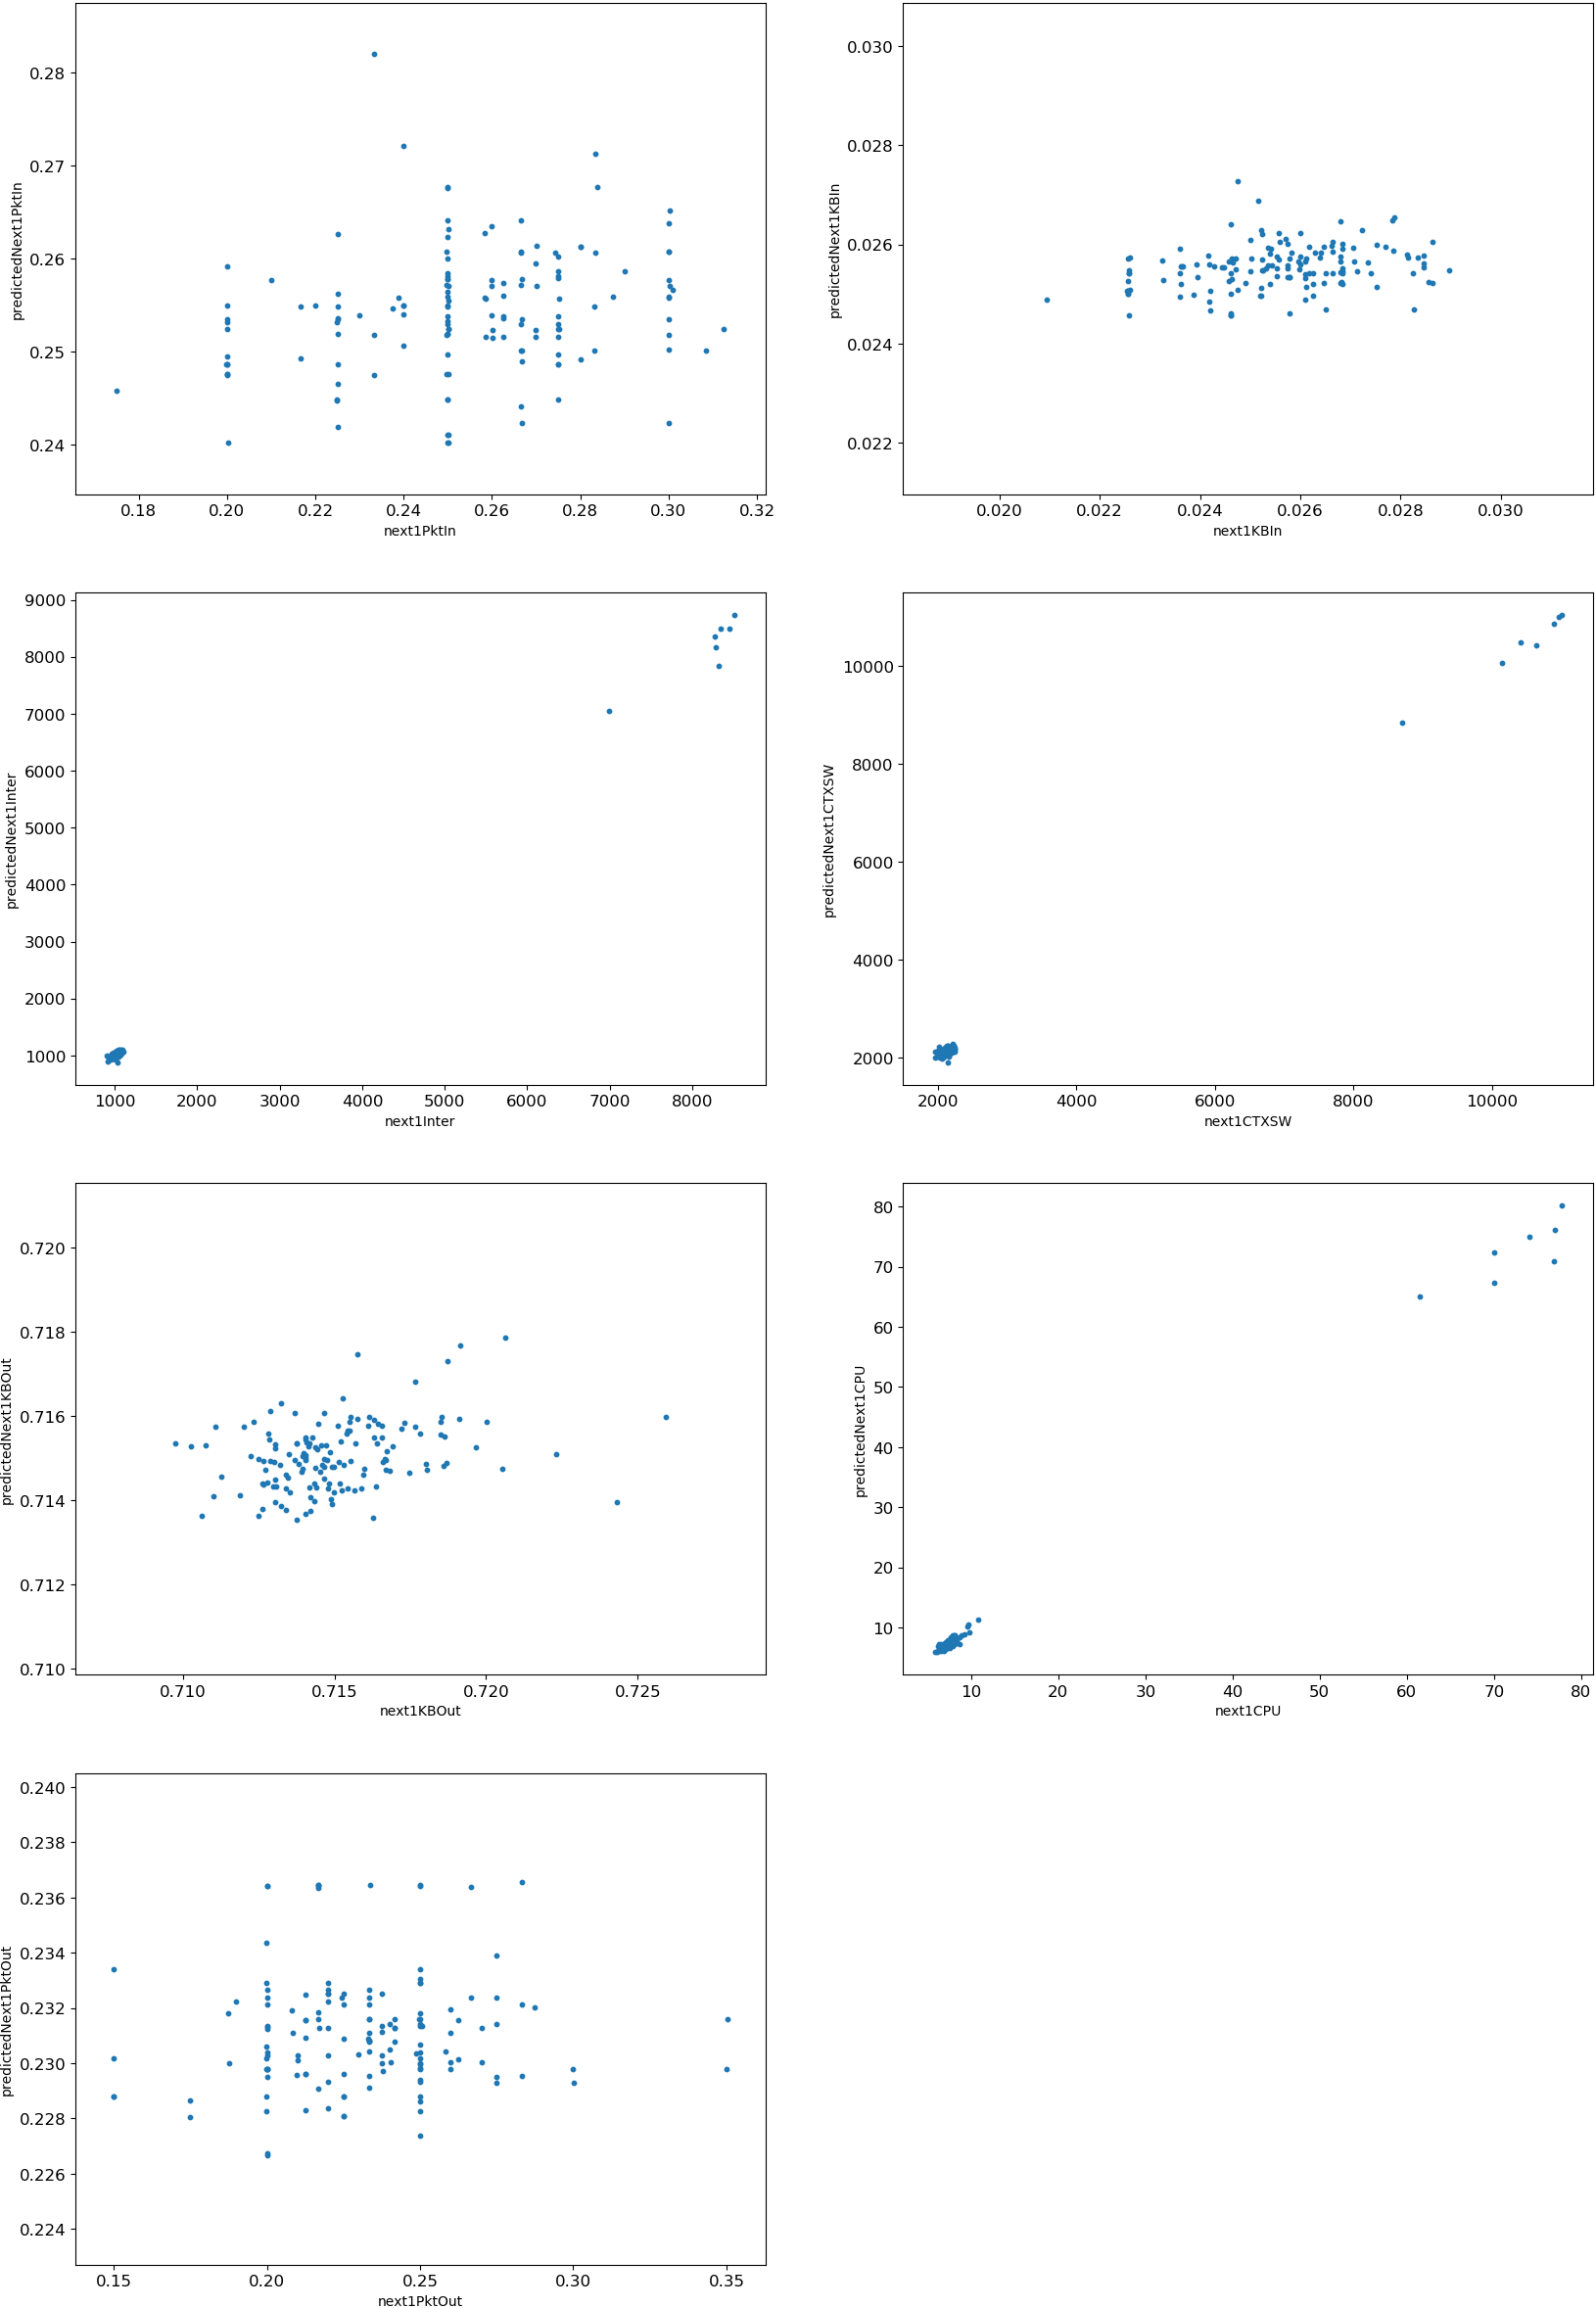 0.28
0.27
0.26
0.25
0.24
predictedNext1PktIn
0.18 0.20 0.22 0.24 0.26 0.28 0.30 0.32
next1PktIn
0.030
0.028
0.026
0.024
0.022
predictedNext1KBIn
0.020 0.022 0.024 0.026 0.028 0.030
next1KBIn
9000
8000
7000
6000
5000
4000
3000
2000
1000
predictedNext1Inter
1000 2000 3000 4000 5000 6000 7000 8000
next1Inter
10000
8000
6000
4000
2000
predictedNext1CTXSW
2000 4000 6000 8000 10000
next1CTXSW
0.720
0.718
0.716
0.714
0.712
0.710
predictedNext1KBOut
0.710 0.715 0.720 0.725
next1KBOut
80
70
60
50
40
30
20
10
predictedNext1CPU
10 20 30 40 50 60 70 80
next1CPU
0.240
0.238
0.236
0.234
0.232
0.230
0.228
0.226
0.224
predictedNext1PktOut
0.15 0.20 0.25 0.30 0.35
next1PktOut